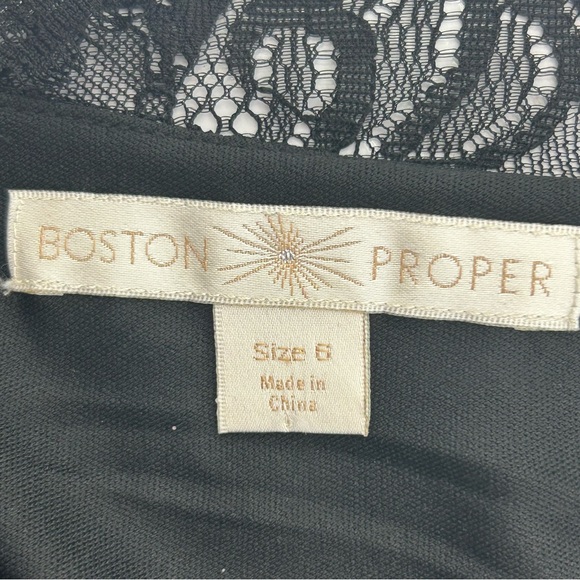 BOSTON PROPER
Size 6
Made in
China